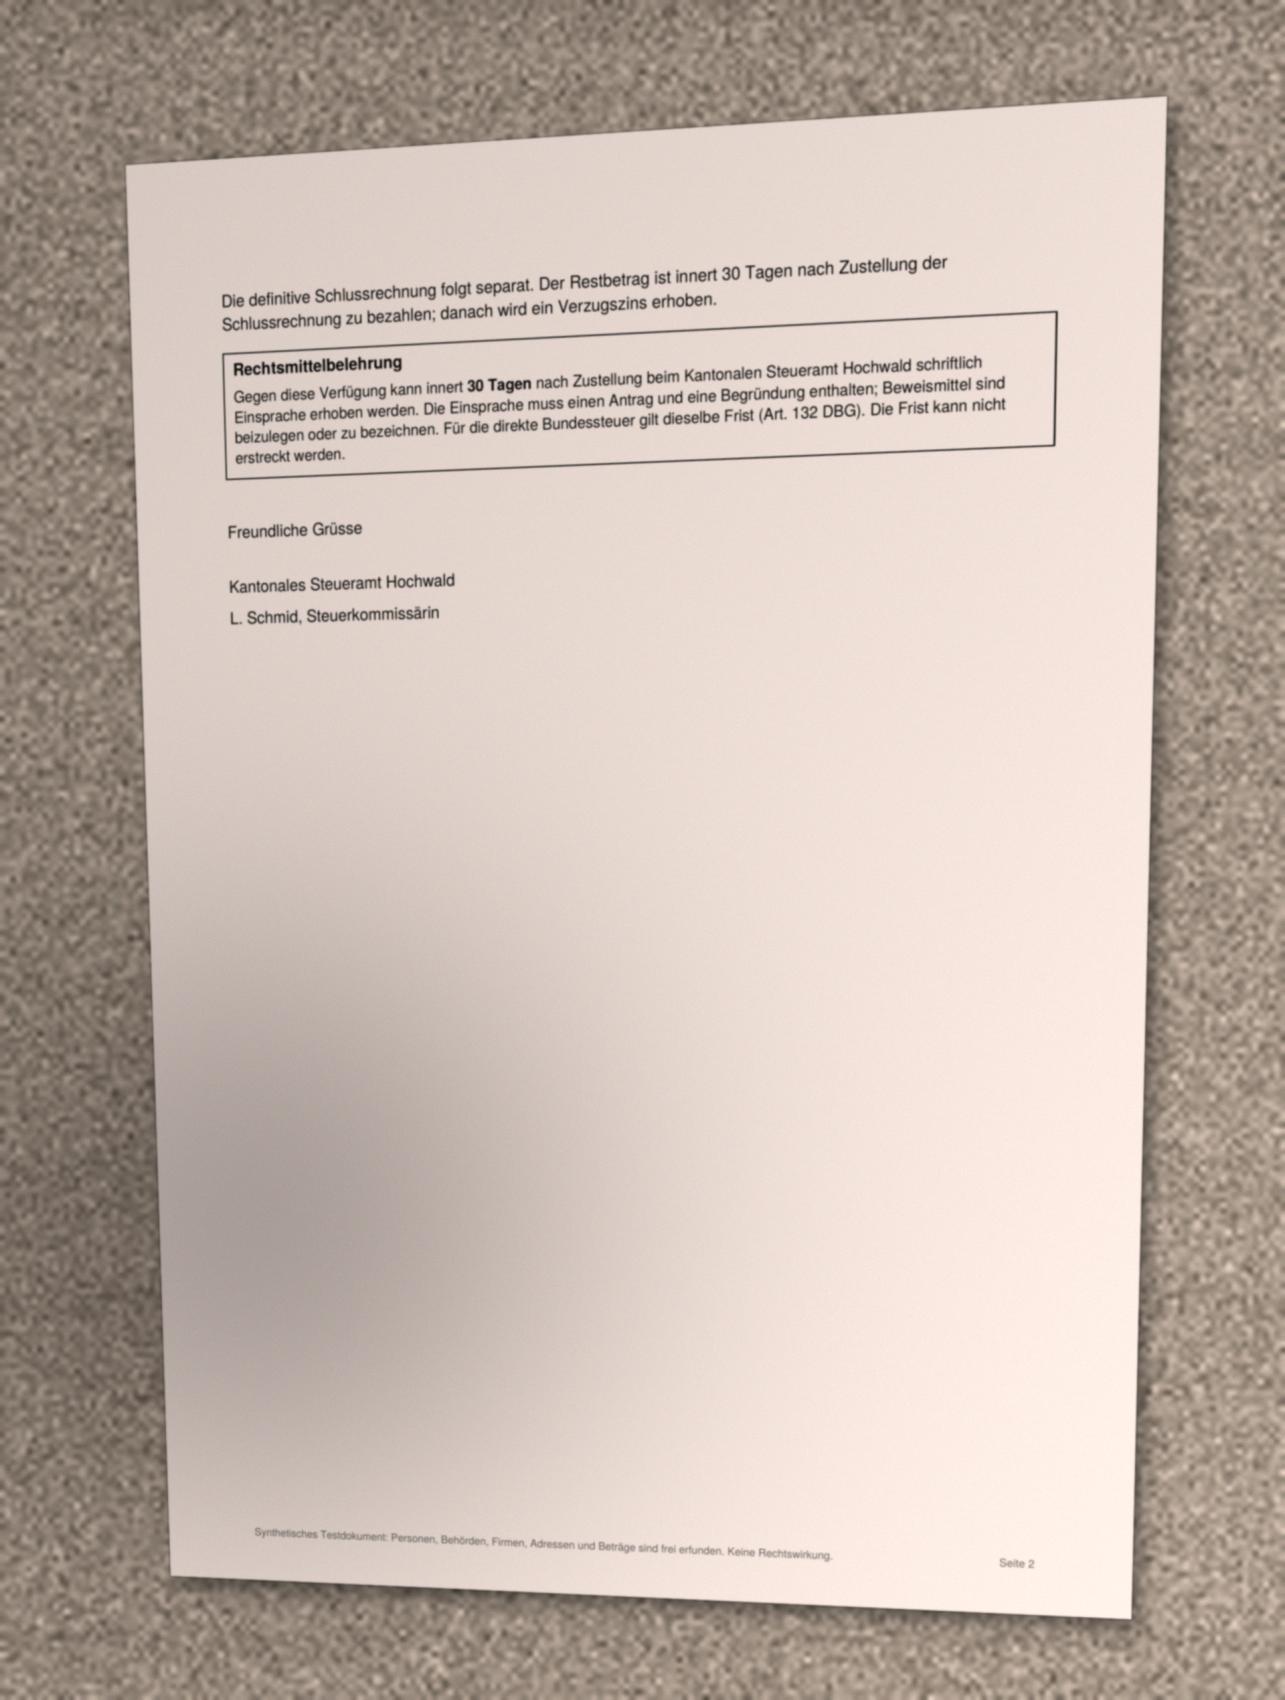 Die definitive Schlussrechnung folgt separat. Der Restbetrag ist innert 30 Tagen nach Zustellung der
Schlussrechnung zu bezahlen; danach wird ein Verzugszins erhoben.
Rechtsmittelbelehrung
Gegen diese Verfügung kann innert 30 Tagen nach Zustellung beim Kantonalen Steueramt Hochwald schriftlich
Einsprache erhoben werden. Die Einsprache muss einen Antrag und eine Begründung enthalten; Beweismittel sind
beizulegen oder zu bezeichnen. Für die direkte Bundessteuer gilt dieselbe Frist (Art. 132 DBG). Die Frist kann nicht
erstreckt werden.
Freundliche Grüsse
Kantonales Steueramt Hochwald
L. Schmid, Steuerkommissärin
Synthetisches Testdokument: Personen, Behörden, Firmen, Adressen und Beträge sind frei erfunden. Keine Rechtswirkung.
Seite 2